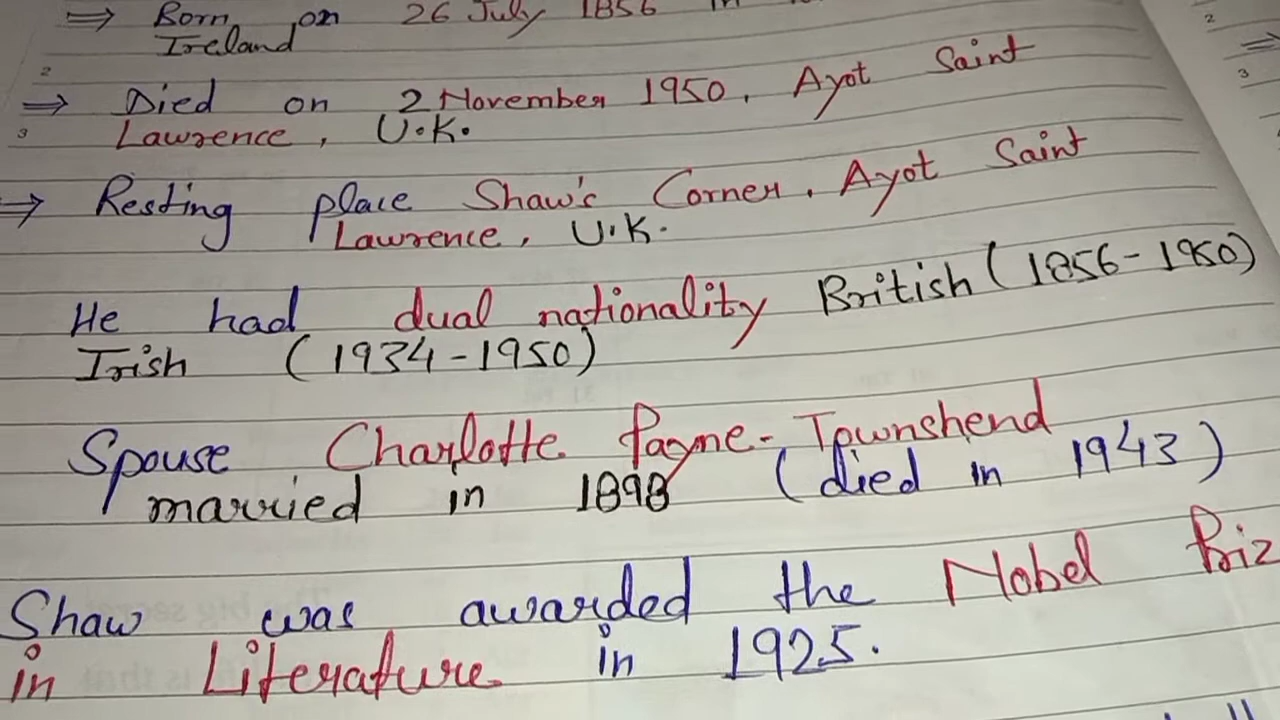 ⇒ Born on 26 July 1856 in
Ireland
⇒ Died on 2 November 1950, Ayot Saint
Lawrence, U.K.
⇒ Resting place Shaw's Corner, Ayot Saint
Lawrence, U.K.
He had dual nationality British (1856-1950)
Irish (1934-1950)
Spouse Charlotte Payne-Townshend
married in 1898 (died in 1943)
Shaw was awarded the Nobel Priz
in Literature in 1925.